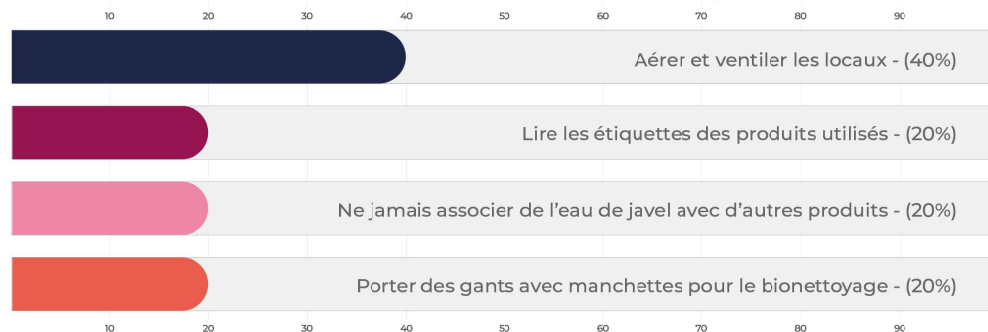 10 20 30 40 50 60 70 80 90
Aérer et ventiler les locaux - (40%)
Lire les étiquettes des produits utilisés - (20%)
Ne jamais associer de l'eau de javel avec d'autres produits - (20%)
Porter des gants avec manchettes pour le bionettoyage - (20%)
10 20 30 40 50 60 70 80 90